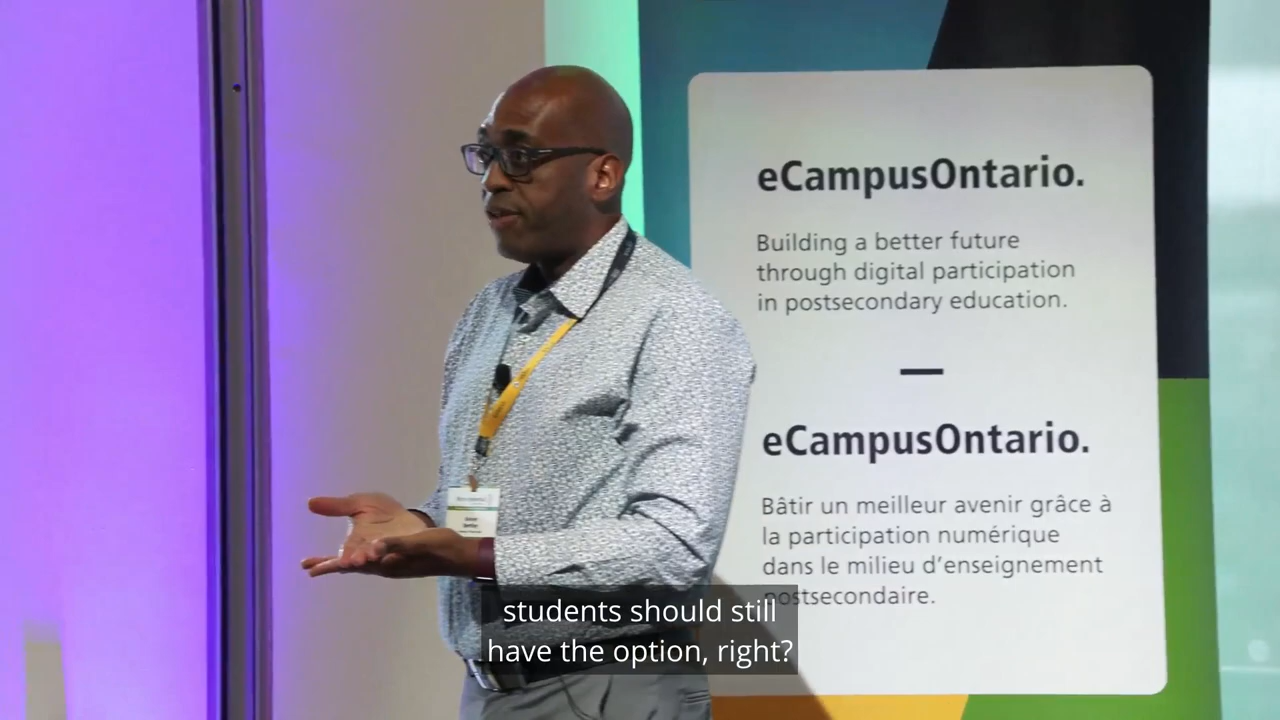 eCampusOntario.
Building a better future
through digital participation
in postsecondary education.
eCampusOntario.
Bâtir un meilleur avenir grâce à
la participation numérique
dans le milieu d’enseignement
postsecondaire.
students should still
have the option, right?